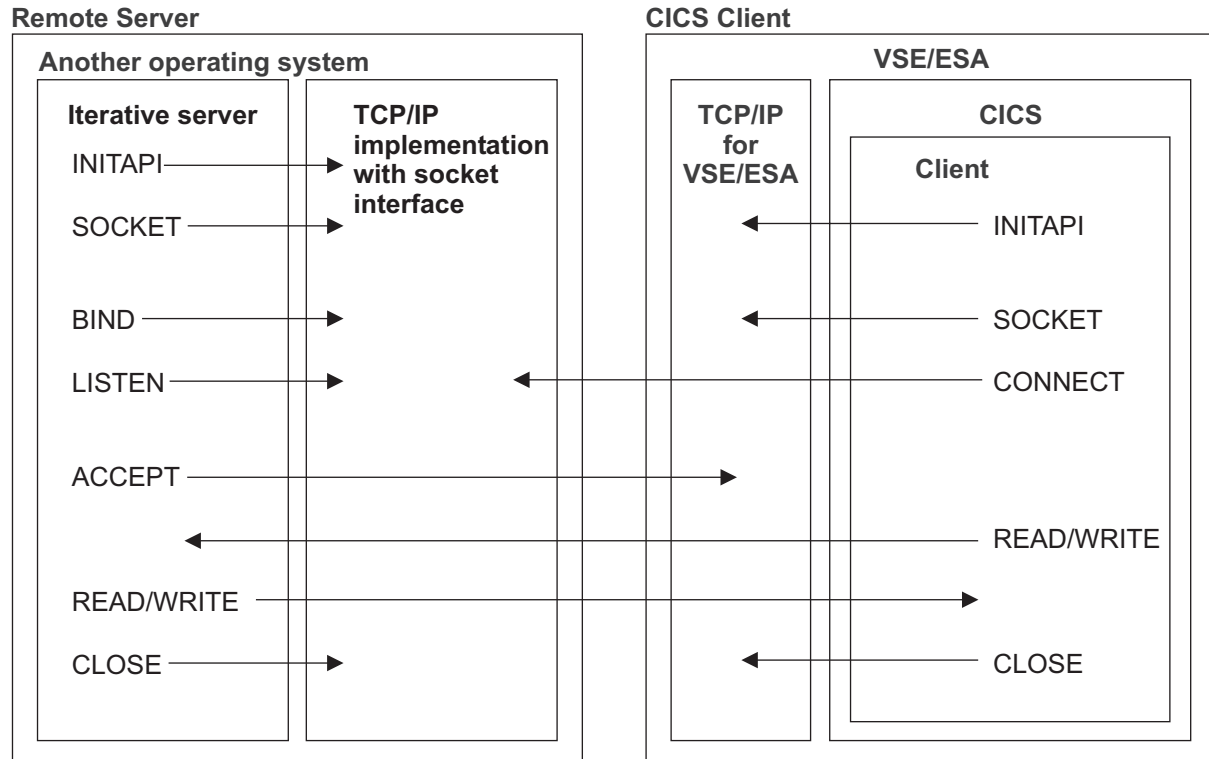 Remote Server
Another operating system
Iterative server
TCP/IP
implementation
with socket
interface
INITAPI
SOCKET
BIND
LISTEN
ACCEPT
READ/WRITE
CLOSE
CICS Client
VSE/ESA
TCP/IP
for
VSE/ESA
CICS
Client
INITAPI
SOCKET
CONNECT
READ/WRITE
CLOSE